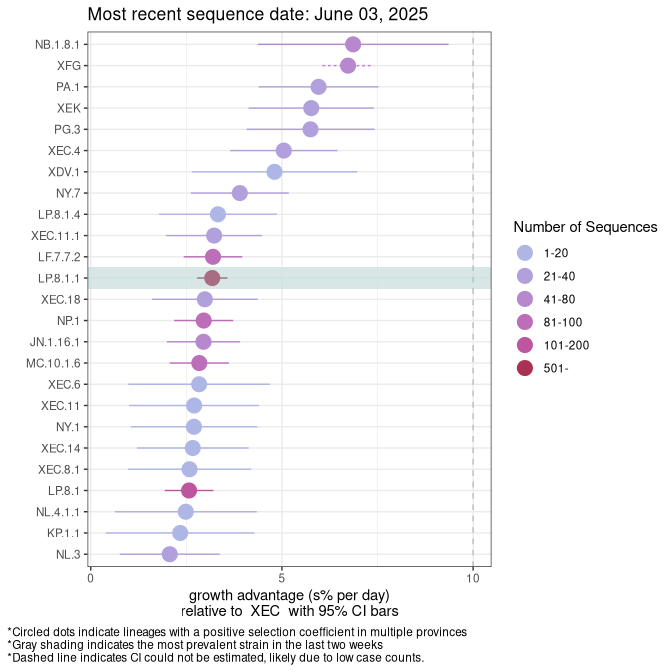 Most recent sequence date: June 03, 2025
NB.1.8.1
XFG
PA.1
XEK
PG.3
XEC.4
XDV.1
NY.7
LP.8.1.4
XEC.11.1
LF.7.7.2
LP.8.1.1
XEC.18
NP.1
JN.1.16.1
MC.10.1.6
XEC.6
XEC.11
NY.1
XEC.14
XEC.8.1
LP.8.1
NL.4.1.1
KP.1.1
NL.3
0 5 10
growth advantage (s% per day)
relative to XEC with 95% CI bars
Number of Sequences
1-20
21-40
41-80
81-100
101-200
501-
*Circled dots indicate lineages with a positive selection coefficient in multiple provinces
*Gray shading indicates the most prevalent strain in the last two weeks
*Dashed line indicates CI could not be estimated, likely due to low case counts.